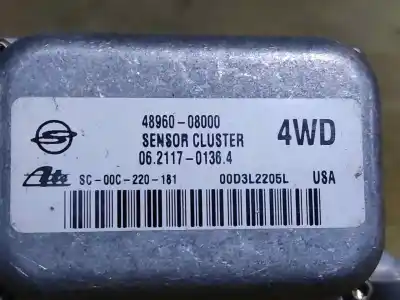 48960-08000
SENSOR CLUSTER 4WD
06.2117-0136.4
Ate SC-00C-220-181 00D3L2205L USA